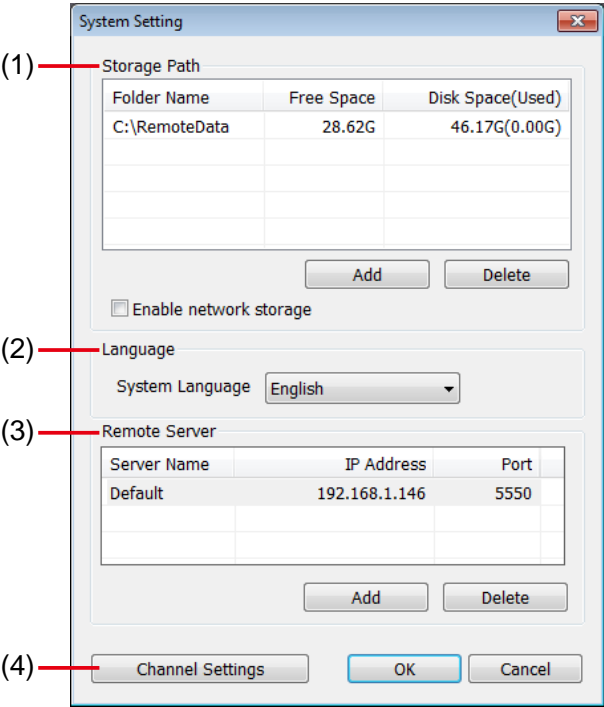 System Setting
(1) Storage Path
Folder Name Free Space Disk Space(Used)
C:\RemoteData 28.62G 46.17G(0.00G)
Add Delete
Enable network storage
(2) Language
System Language English
(3) Remote Server
Server Name IP Address Port
Default 192.168.1.146 5550
Add Delete
(4) Channel Settings OK Cancel